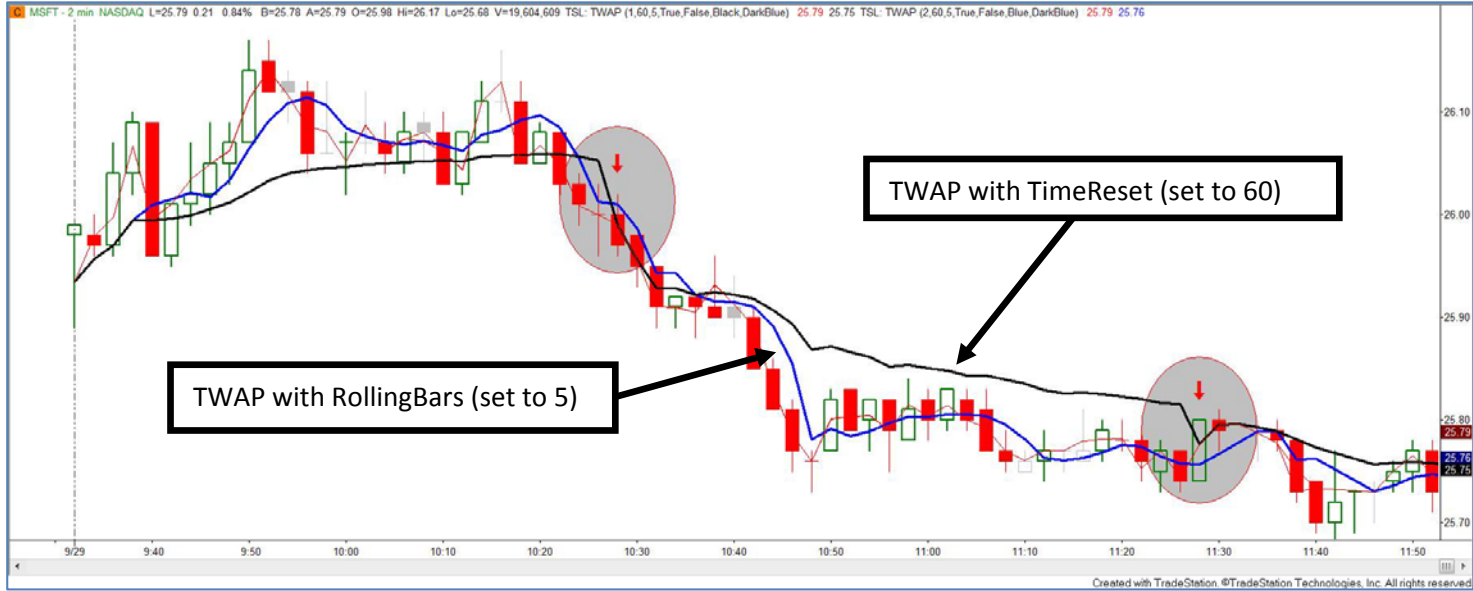 C MSFT - 2 min NASDAQ L=25.79 0.21 0.84% B=25.78 A=25.79 O=25.98 Hi=26.17 Lo=25.68 V=19,604,609 TSL: TWAP (1,60,5,True,False,Black,DarkBlue) 25.79 25.75 TSL: TWAP (2,60,5,True,False,Blue,DarkBlue) 25.79 25.76
26.10
TWAP with TimeReset (set to 60)
26.00
25.90
TWAP with RollingBars (set to 5)
25.80
25.79
25.76
25.75
25.70
9/29 9:40 9:50 10:00 10:10 10:20 10:30 10:40 10:50 11:00 11:10 11:20 11:30 11:40 11:50
Created with TradeStation. ©TradeStation Technologies, Inc. All rights reserved.